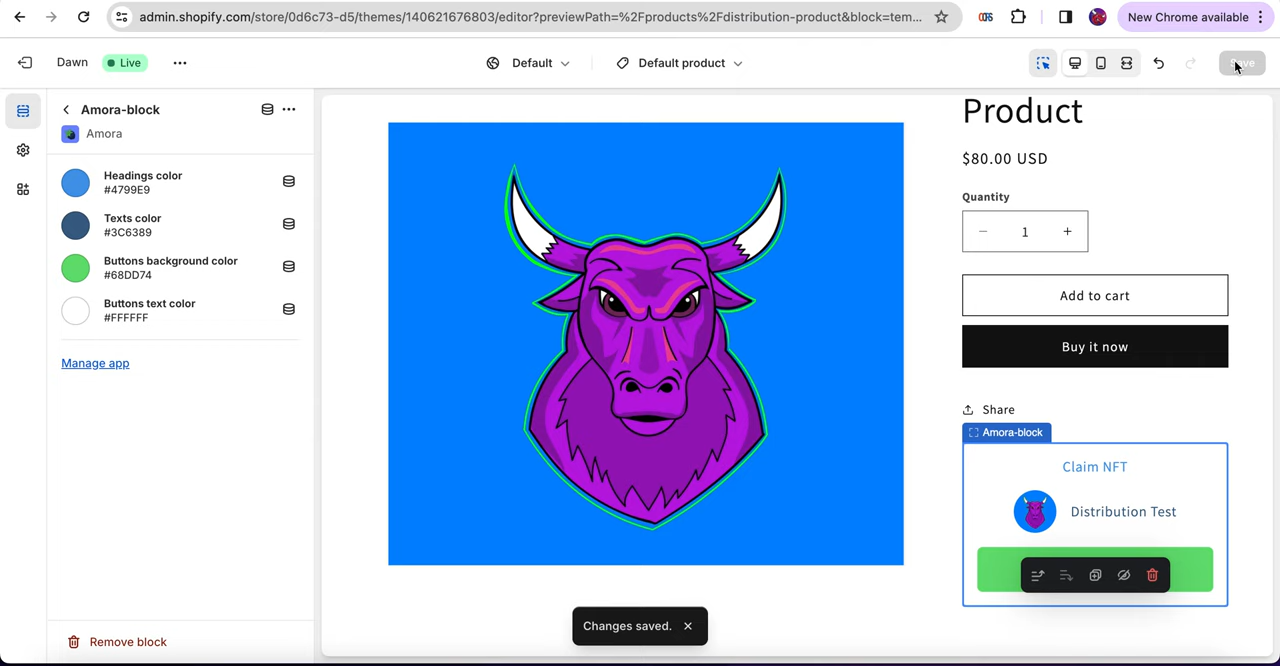 admin.shopify.com/store/0d6c73-d5/themes/140621676803/editor?previewPath=%2Fproducts%2Fdistribution-product&block=tem...
New Chrome available
Dawn
Live
Default
Default product
Save
Amora-block
Amora
Headings color
#4799E9
Texts color
#3C6389
Buttons background color
#68DD74
Buttons text color
#FFFFFF
Manage app
Remove block
Product
$80.00 USD
Quantity
1
Add to cart
Buy it now
Share
Amora-block
Claim NFT
Distribution Test
Changes saved.